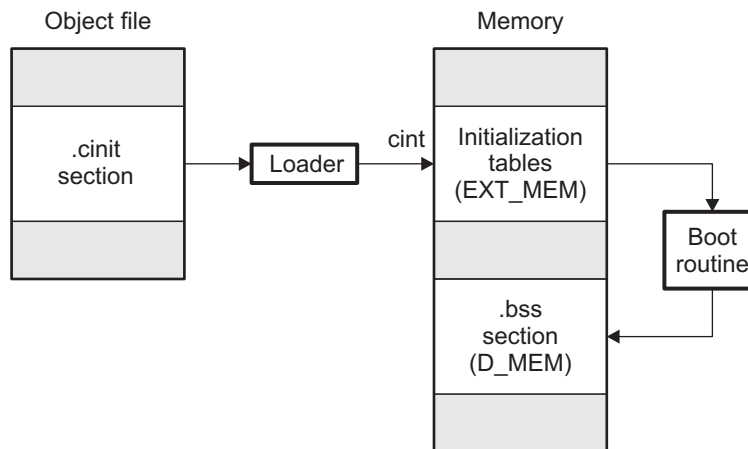 Object file
Memory
.cinit
section
Loader
cint
Initialization
tables
(EXT_MEM)
Boot
routine
.bss
section
(D_MEM)